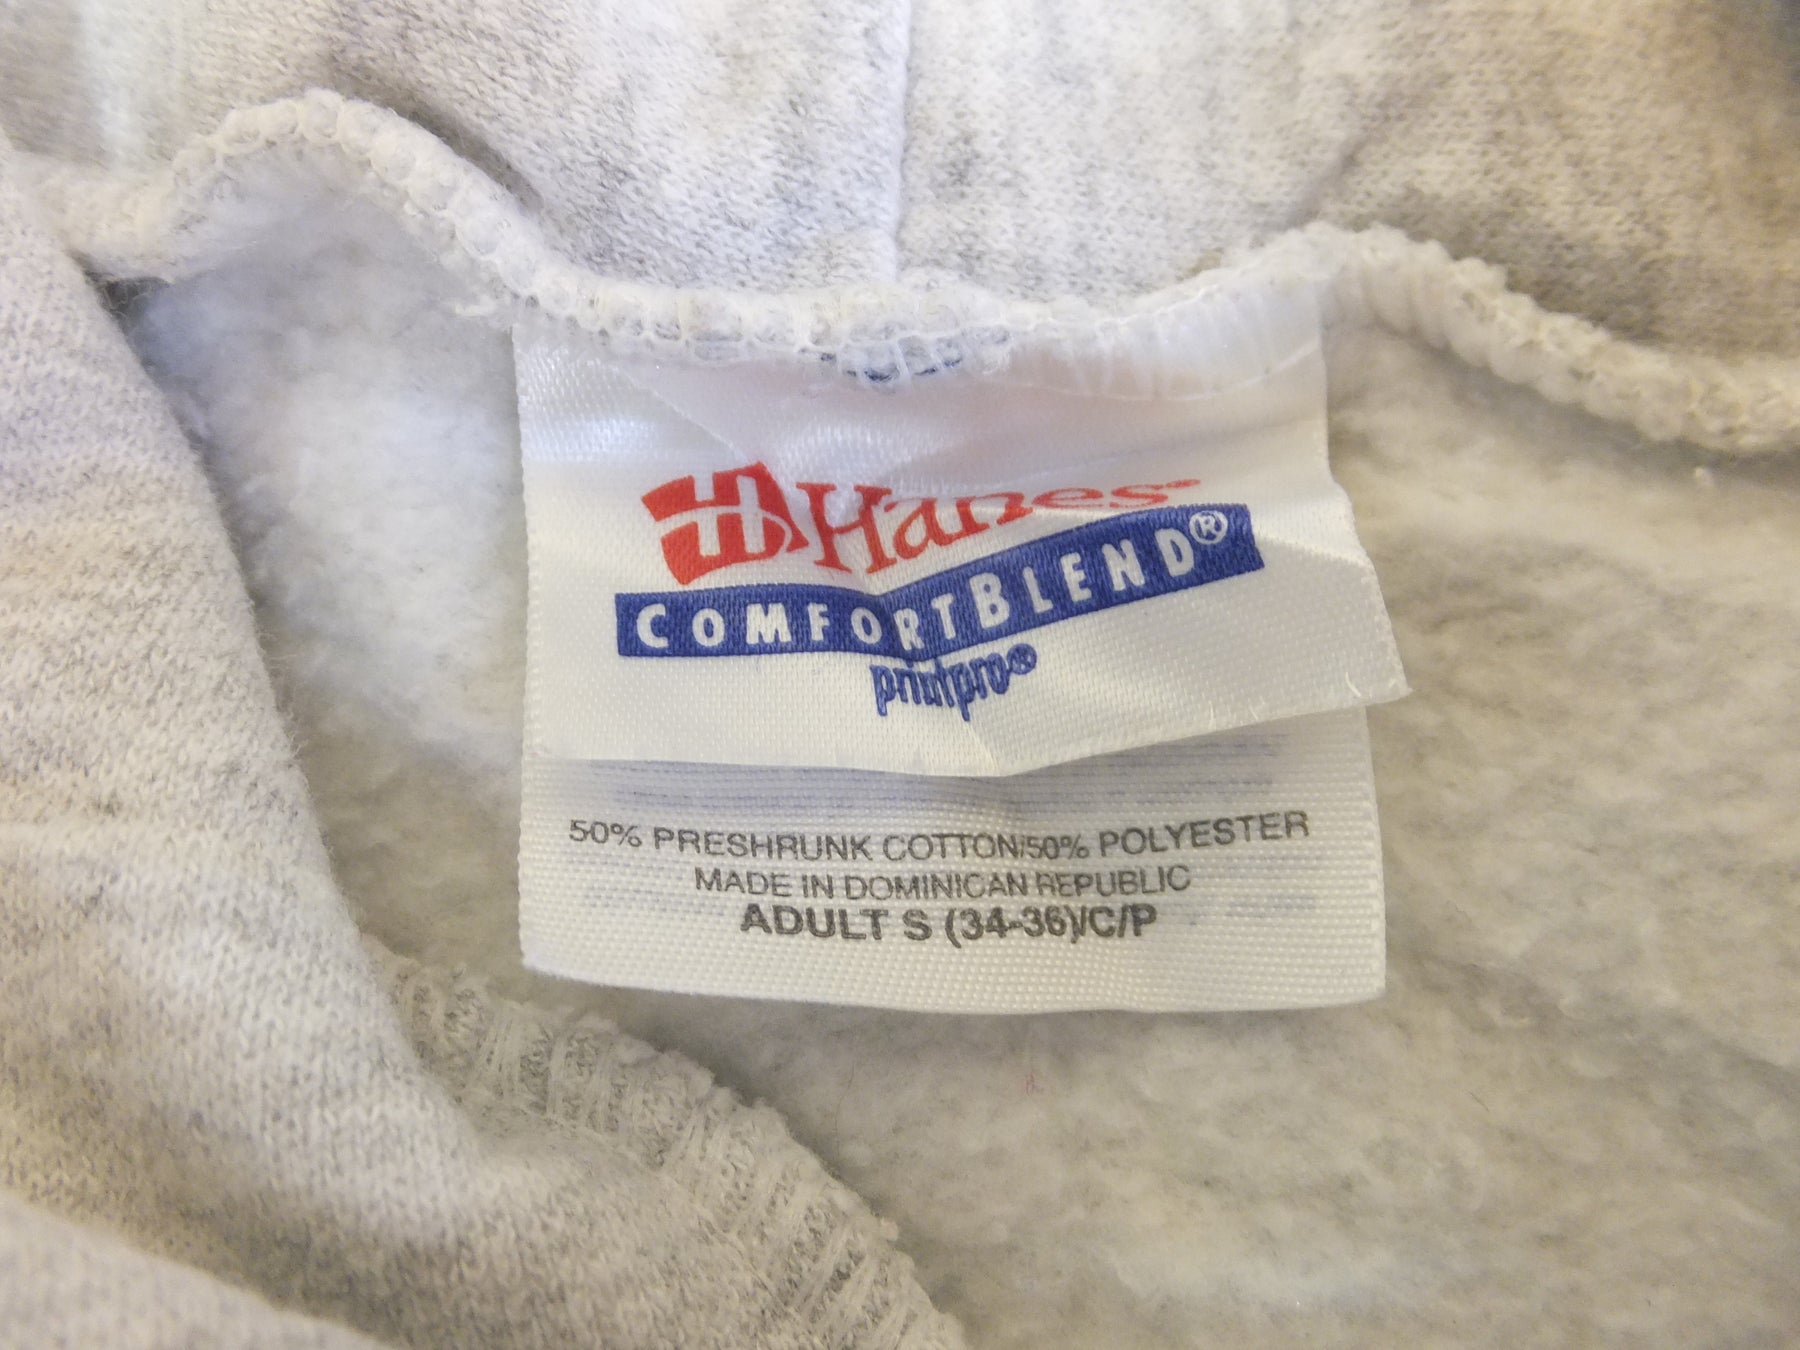 H Hanes
COMFORTBLEND®
printpro®
50% PRESHRUNK COTTON/50% POLYESTER
MADE IN DOMINICAN REPUBLIC
ADULT S (34-36)/C/P